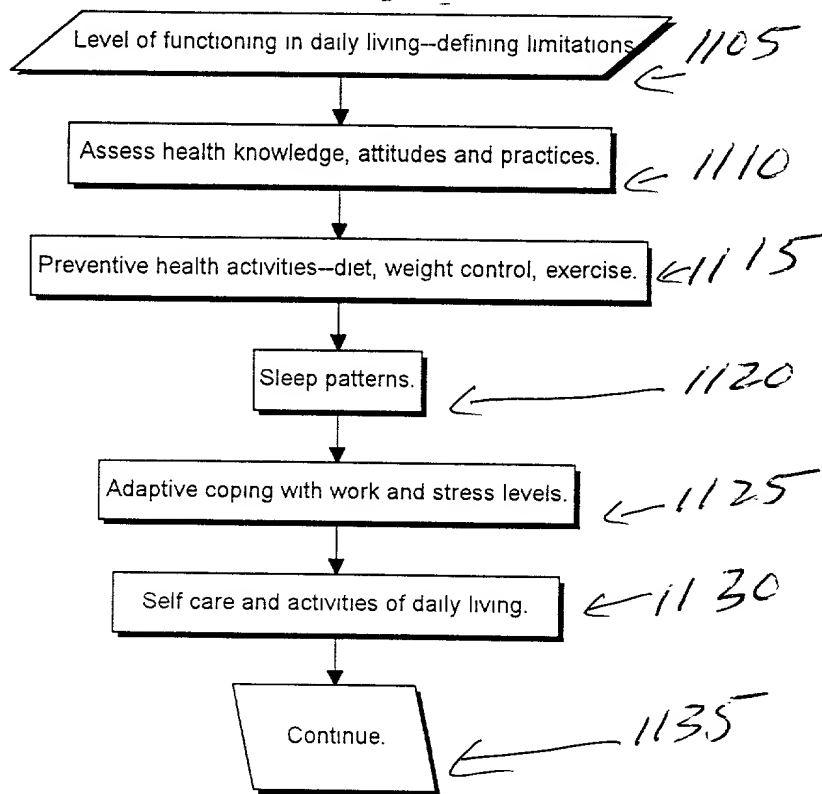 Level of functioning in daily living--defining limitations
1105
Assess health knowledge, attitudes and practices.
1110
Preventive health activities--diet, weight control, exercise.
1115
Sleep patterns.
1120
Adaptive coping with work and stress levels.
1125
Self care and activities of daily living.
1130
Continue.
1135